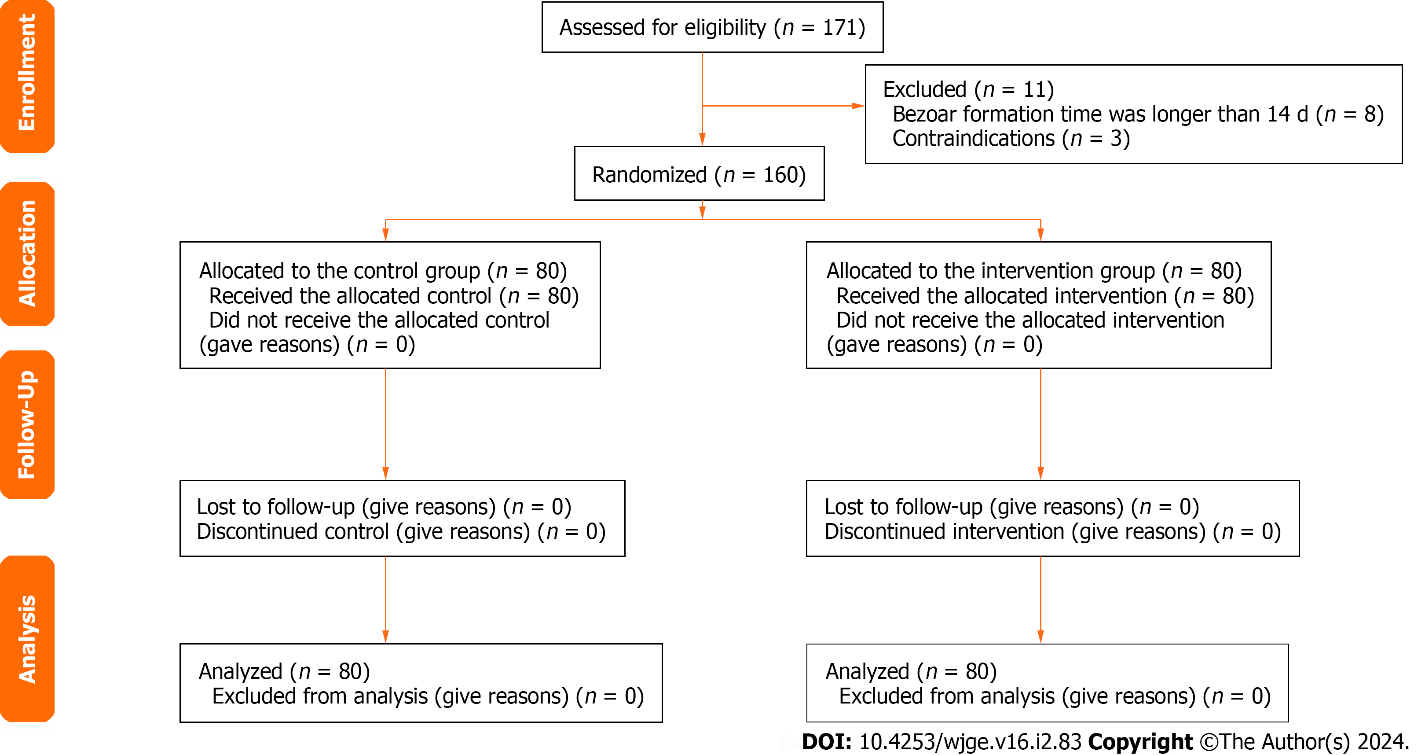 Enrollment
Assessed for eligibility (n = 171)
Excluded (n = 11)
Bezoar formation time was longer than 14 d (n = 8)
Contraindications (n = 3)
Randomized (n = 160)
Allocation
Allocated to the control group (n = 80)
Received the allocated control (n = 80)
Did not receive the allocated control
(gave reasons) (n = 0)
Allocated to the intervention group (n = 80)
Received the allocated intervention (n = 80)
Did not receive the allocated intervention
(gave reasons) (n = 0)
Follow-Up
Lost to follow-up (give reasons) (n = 0)
Discontinued control (give reasons) (n = 0)
Lost to follow-up (give reasons) (n = 0)
Discontinued intervention (give reasons) (n = 0)
Analysis
Analyzed (n = 80)
Excluded from analysis (give reasons) (n = 0)
Analyzed (n = 80)
Excluded from analysis (give reasons) (n = 0)
DOI: 10.4253/wjge.v16.i2.83 Copyright ©The Author(s) 2024.